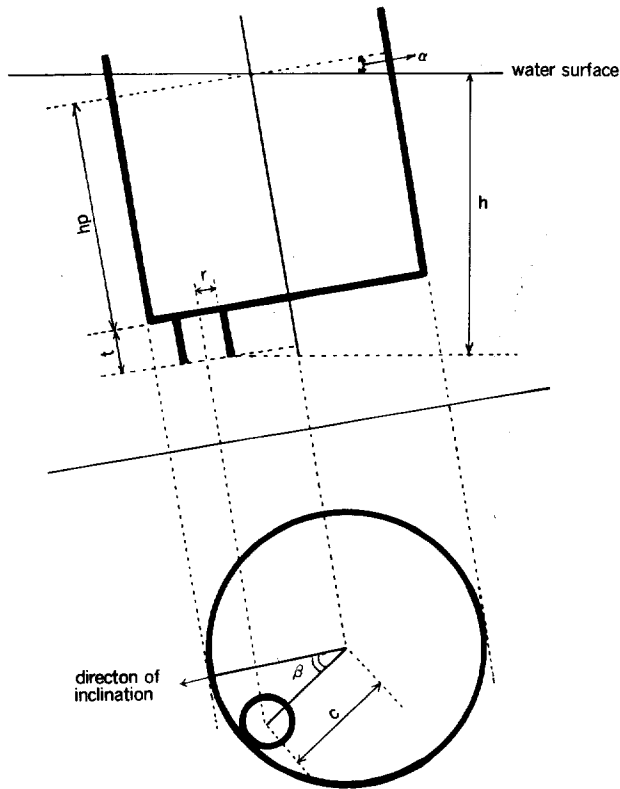 α
water surface
hp
h
r
t
directon of
inclination
β
c